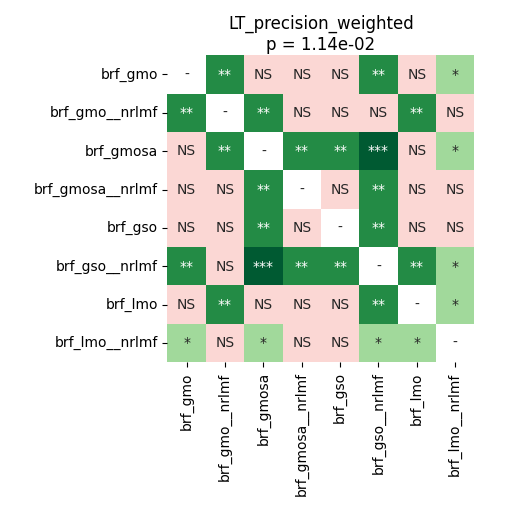 LT_precision_weighted
p = 1.14e-02
brf_gmo - ** NS NS NS ** NS *
brf_gmo__nrlmf ** - ** NS NS NS ** NS
brf_gmosa NS ** - ** ** *** NS *
brf_gmosa__nrlmf NS NS ** - NS ** NS NS
brf_gso NS NS ** NS - ** NS NS
brf_gso__nrlmf ** NS *** ** ** - ** *
brf_lmo NS ** NS NS NS ** - *
brf_lmo__nrlmf * NS * NS NS * * -
brf_gmo
brf_gmo__nrlmf
brf_gmosa
brf_gmosa__nrlmf
brf_gso
brf_gso__nrlmf
brf_lmo
brf_lmo__nrlmf